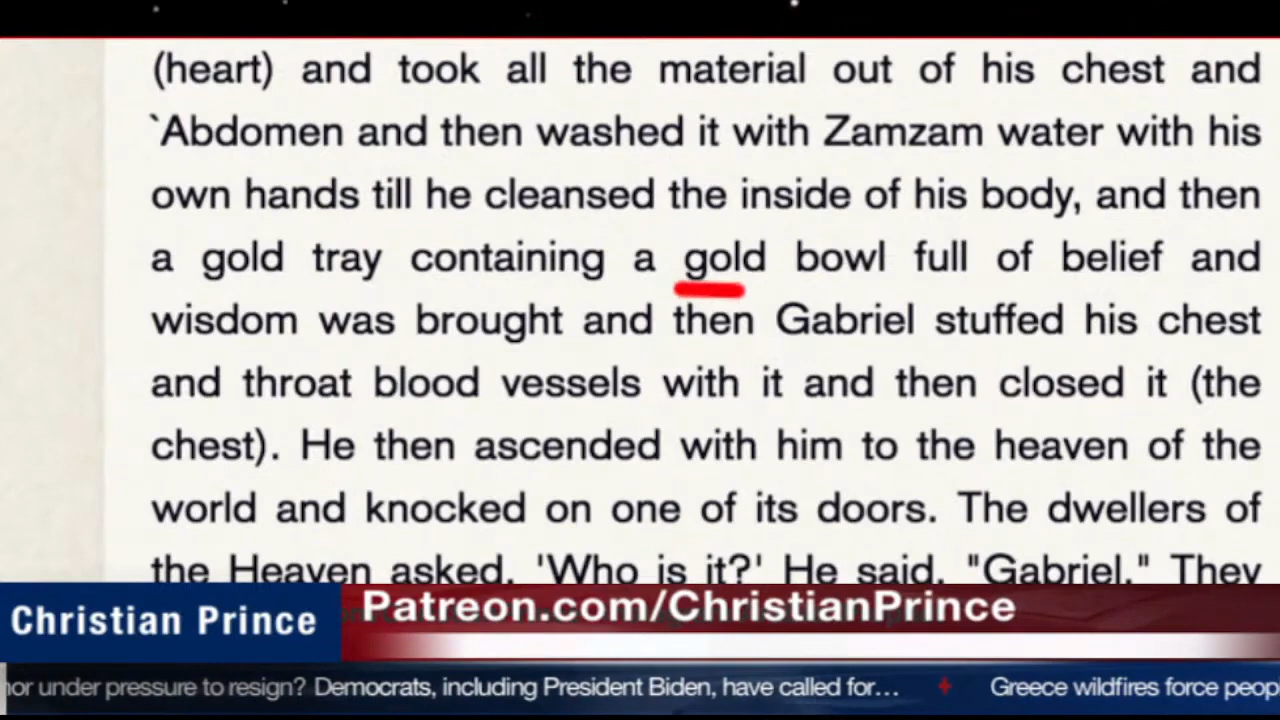 (heart) and took all the material out of his chest and
`Abdomen and then washed it with Zamzam water with his
own hands till he cleansed the inside of his body, and then
a gold tray containing a gold bowl full of belief and
wisdom was brought and then Gabriel stuffed his chest
and throat blood vessels with it and then closed it (the
chest). He then ascended with him to the heaven of the
world and knocked on one of its doors. The dwellers of
the Heaven asked, 'Who is it?' He said, "Gabriel." They
Christian Prince
Patreon.com/ChristianPrince
under pressure to resign? Democrats, including President Biden, have called for…
Greece wildfires force